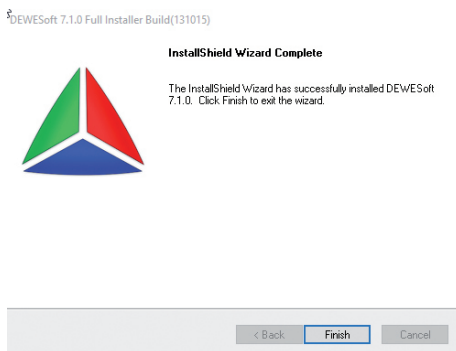 DEWESoft 7.1.0 Full Installer Build(131015)
InstallShield Wizard Complete
The InstallShield Wizard has successfully installed DEWESoft
7.1.0. Click Finish to exit the wizard.
< Back Finish Cancel